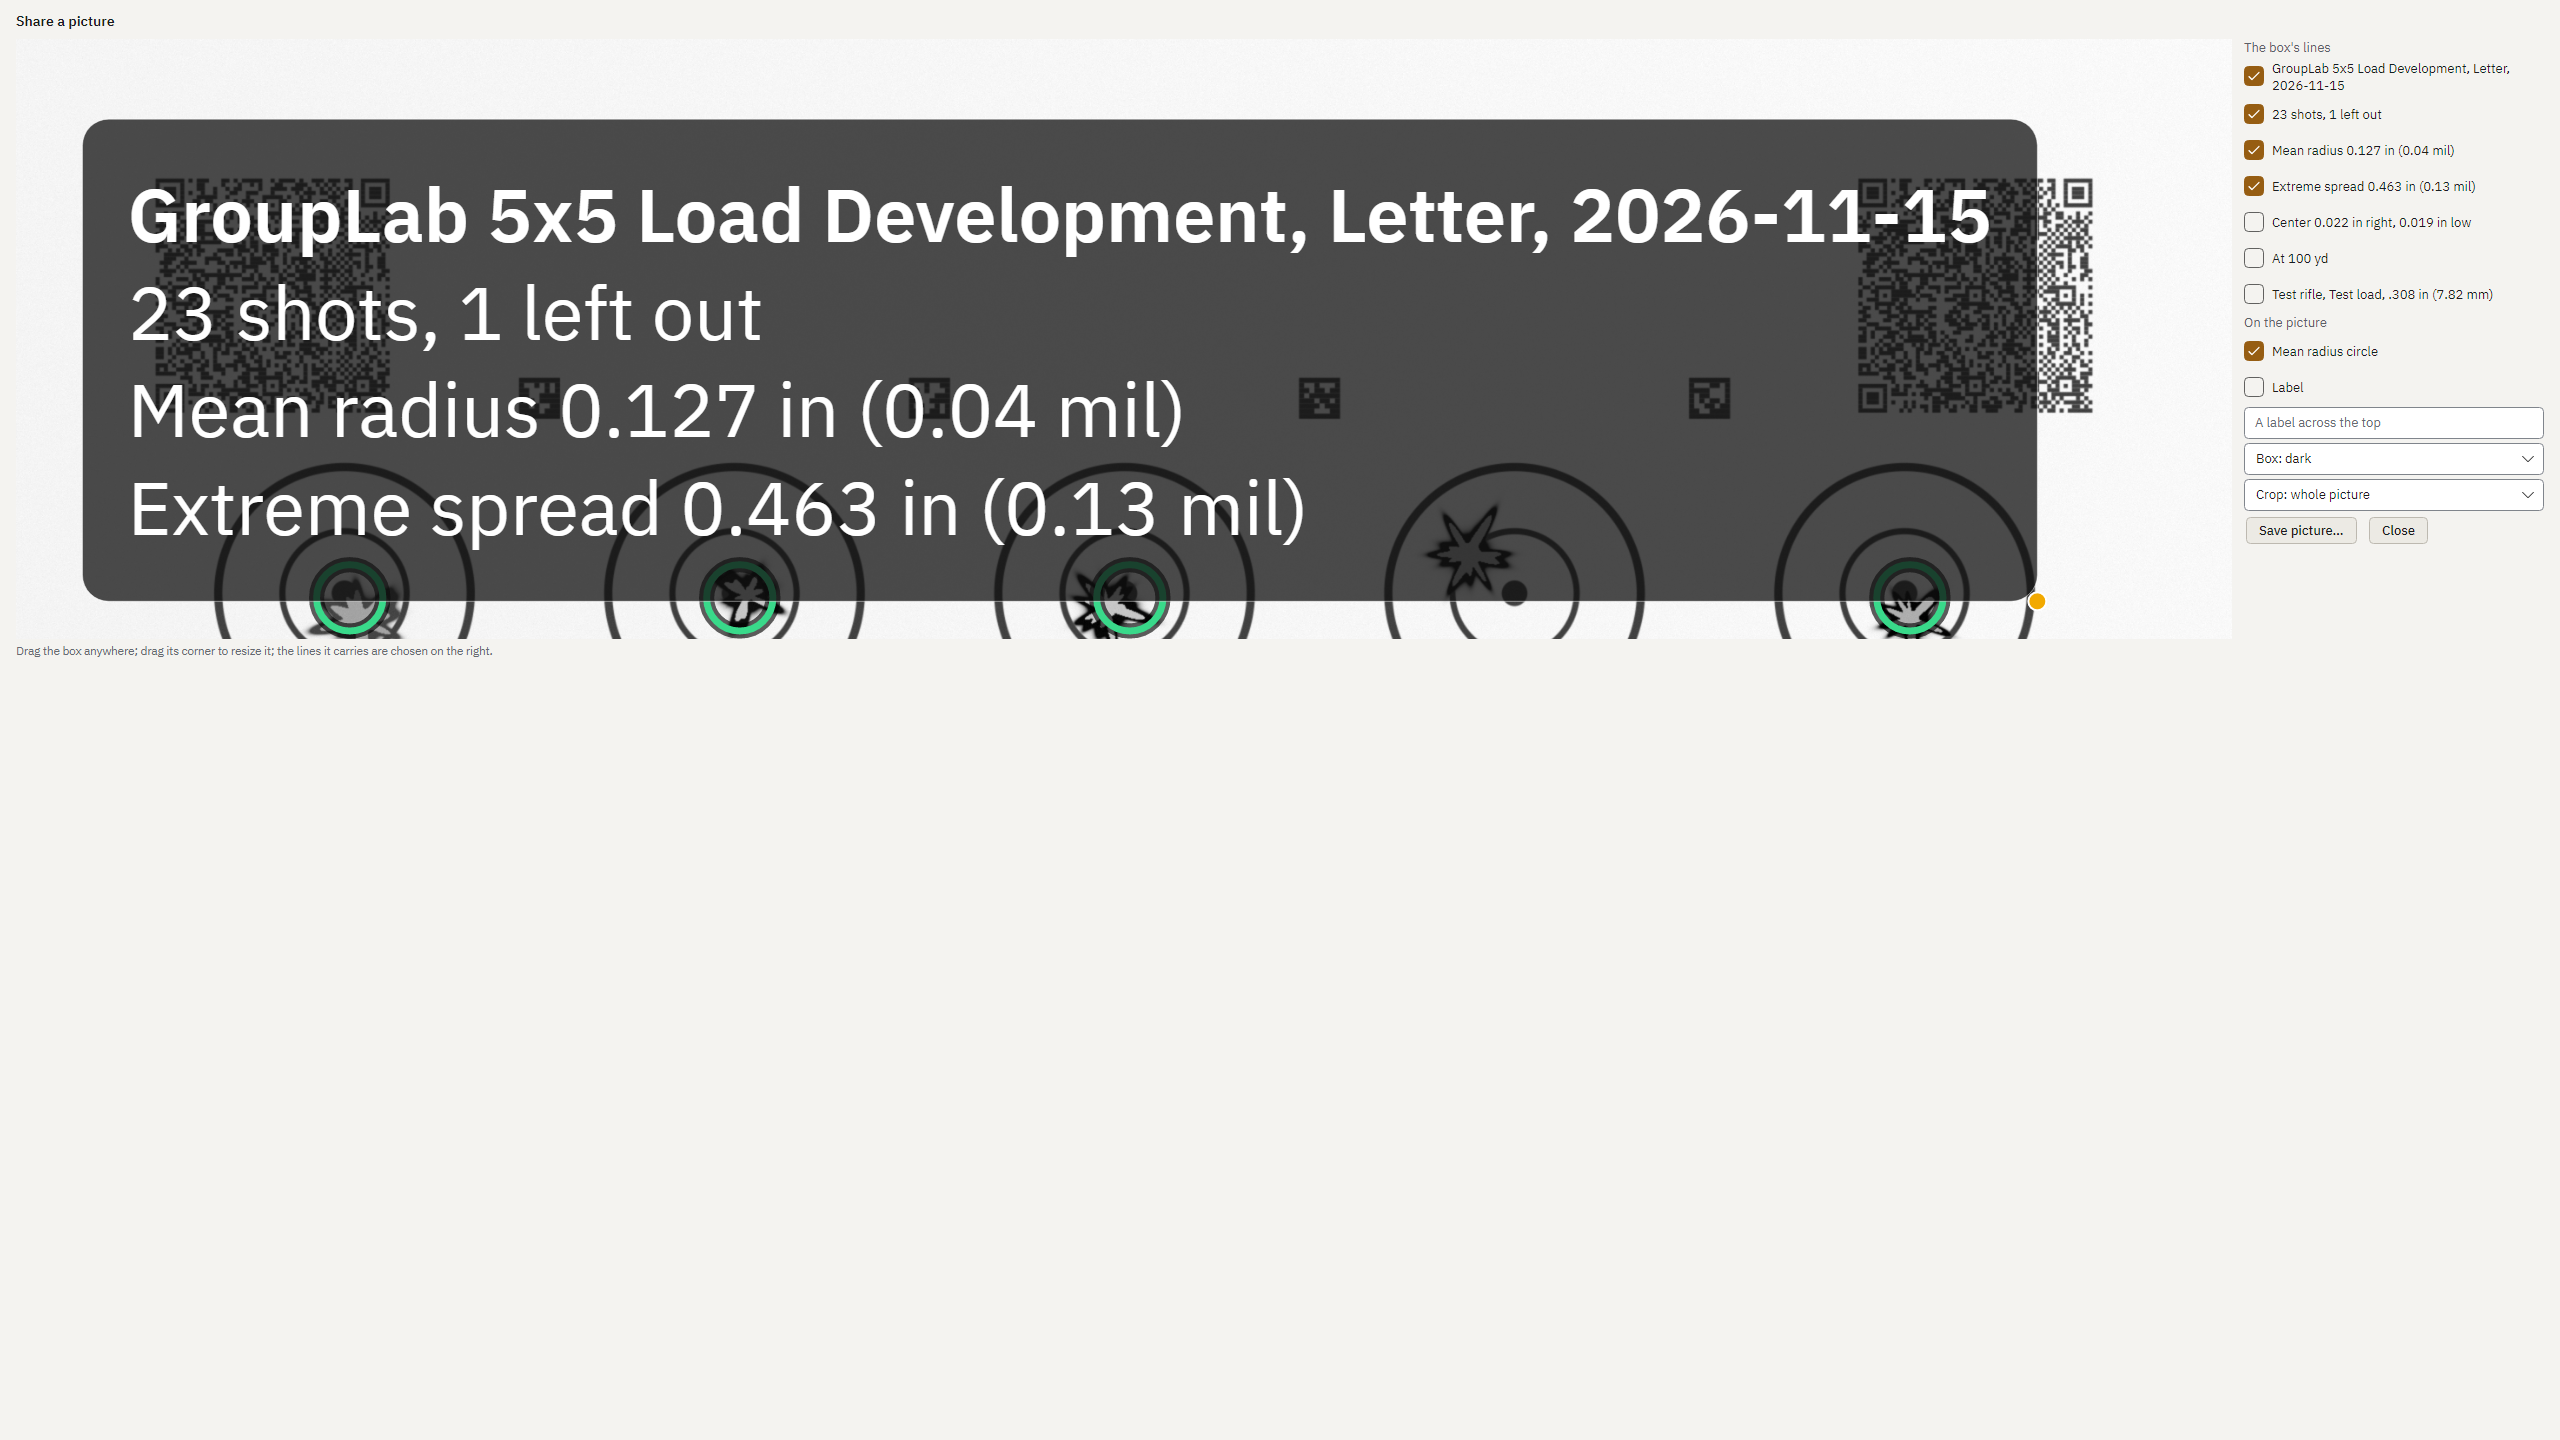 Share a picture
GroupLab 5x5 Load Development, Letter, 2026-11-15
23 shots, 1 left out
Mean radius 0.127 in (0.04 mil)
Extreme spread 0.463 in (0.13 mil)
Drag the box anywhere; drag its corner to resize it; the lines it carries are chosen on the right.
The box's lines
GroupLab 5x5 Load Development, Letter,
2026-11-15
23 shots, 1 left out
Mean radius 0.127 in (0.04 mil)
Extreme spread 0.463 in (0.13 mil)
Center 0.022 in right, 0.019 in low
At 100 yd
Test rifle, Test load, .308 in (7.82 mm)
On the picture
Mean radius circle
Label
A label across the top
Box: dark
Crop: whole picture
Save picture...
Close